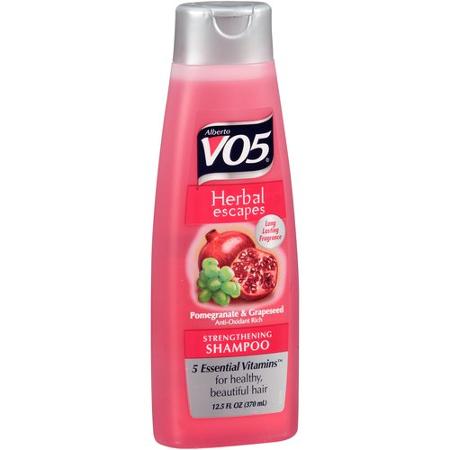 Alberto
VO5
Herbal
escapes
Long
Lasting
Fragrance
Pomegranate & Grapeseed
Anti-Oxidant Rich
STRENGTHENING
SHAMPOO
5 Essential Vitamins™
for healthy,
beautiful hair
12.5 FL OZ (370 mL)